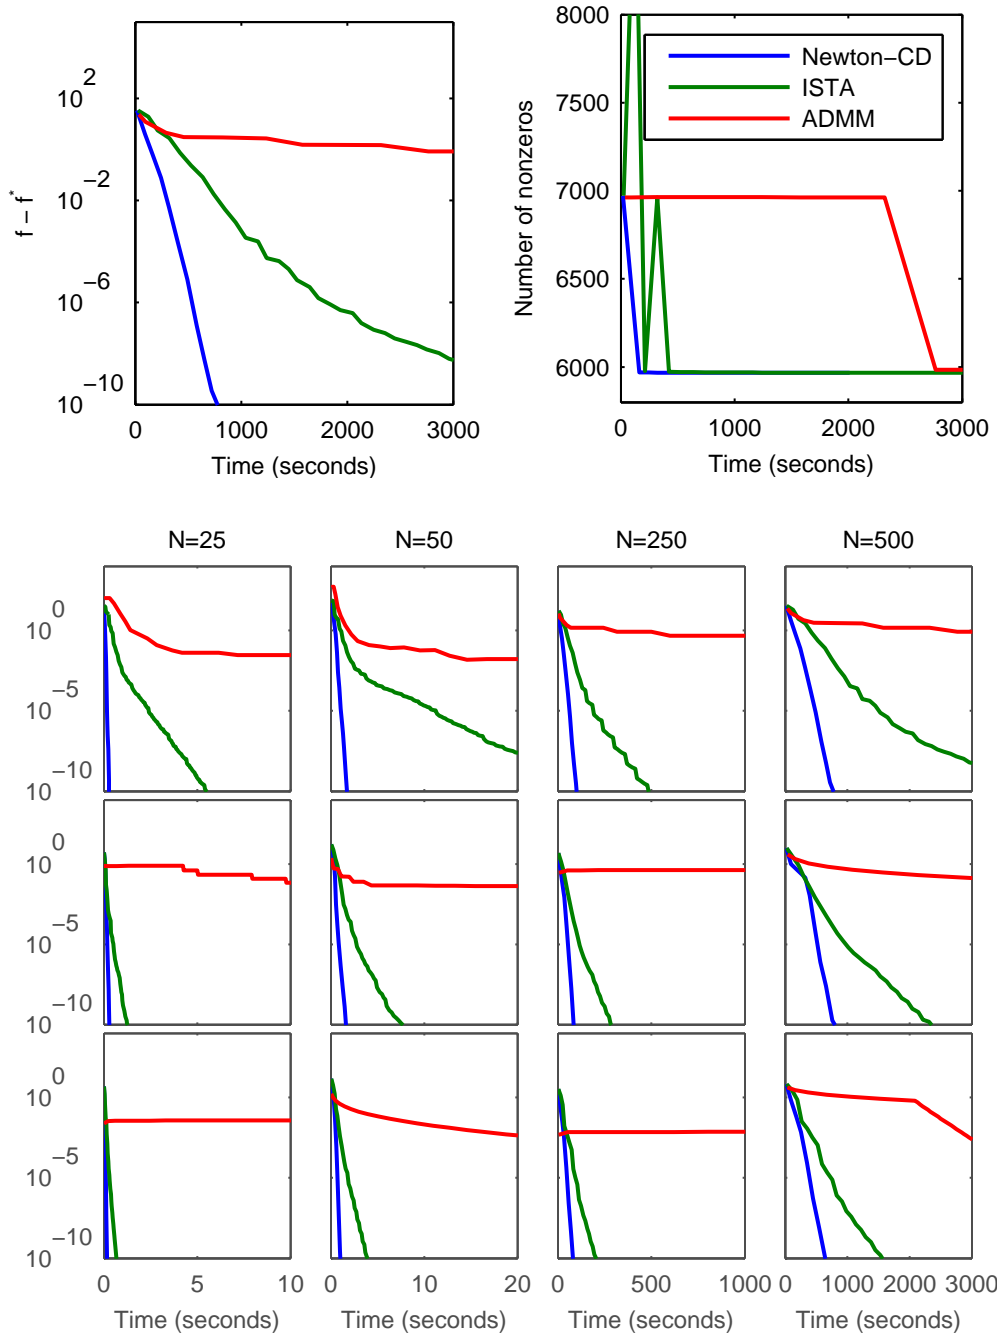 10^2
10^-2
10^-6
10^-10
f − f*
0 1000 2000 3000
Time (seconds)
8000
7500
7000
6500
6000
Number of nonzeros
Newton−CD
ISTA
ADMM
0 1000 2000 3000
Time (seconds)
N=25 N=50 N=250 N=500
10^0
10^-5
10^-10
10^0
10^-5
10^-10
10^0
10^-5
10^-10
0 5 10
0 10 20
0 500 1000
0 1000 2000 3000
Time (seconds) Time (seconds) Time (seconds) Time (seconds)